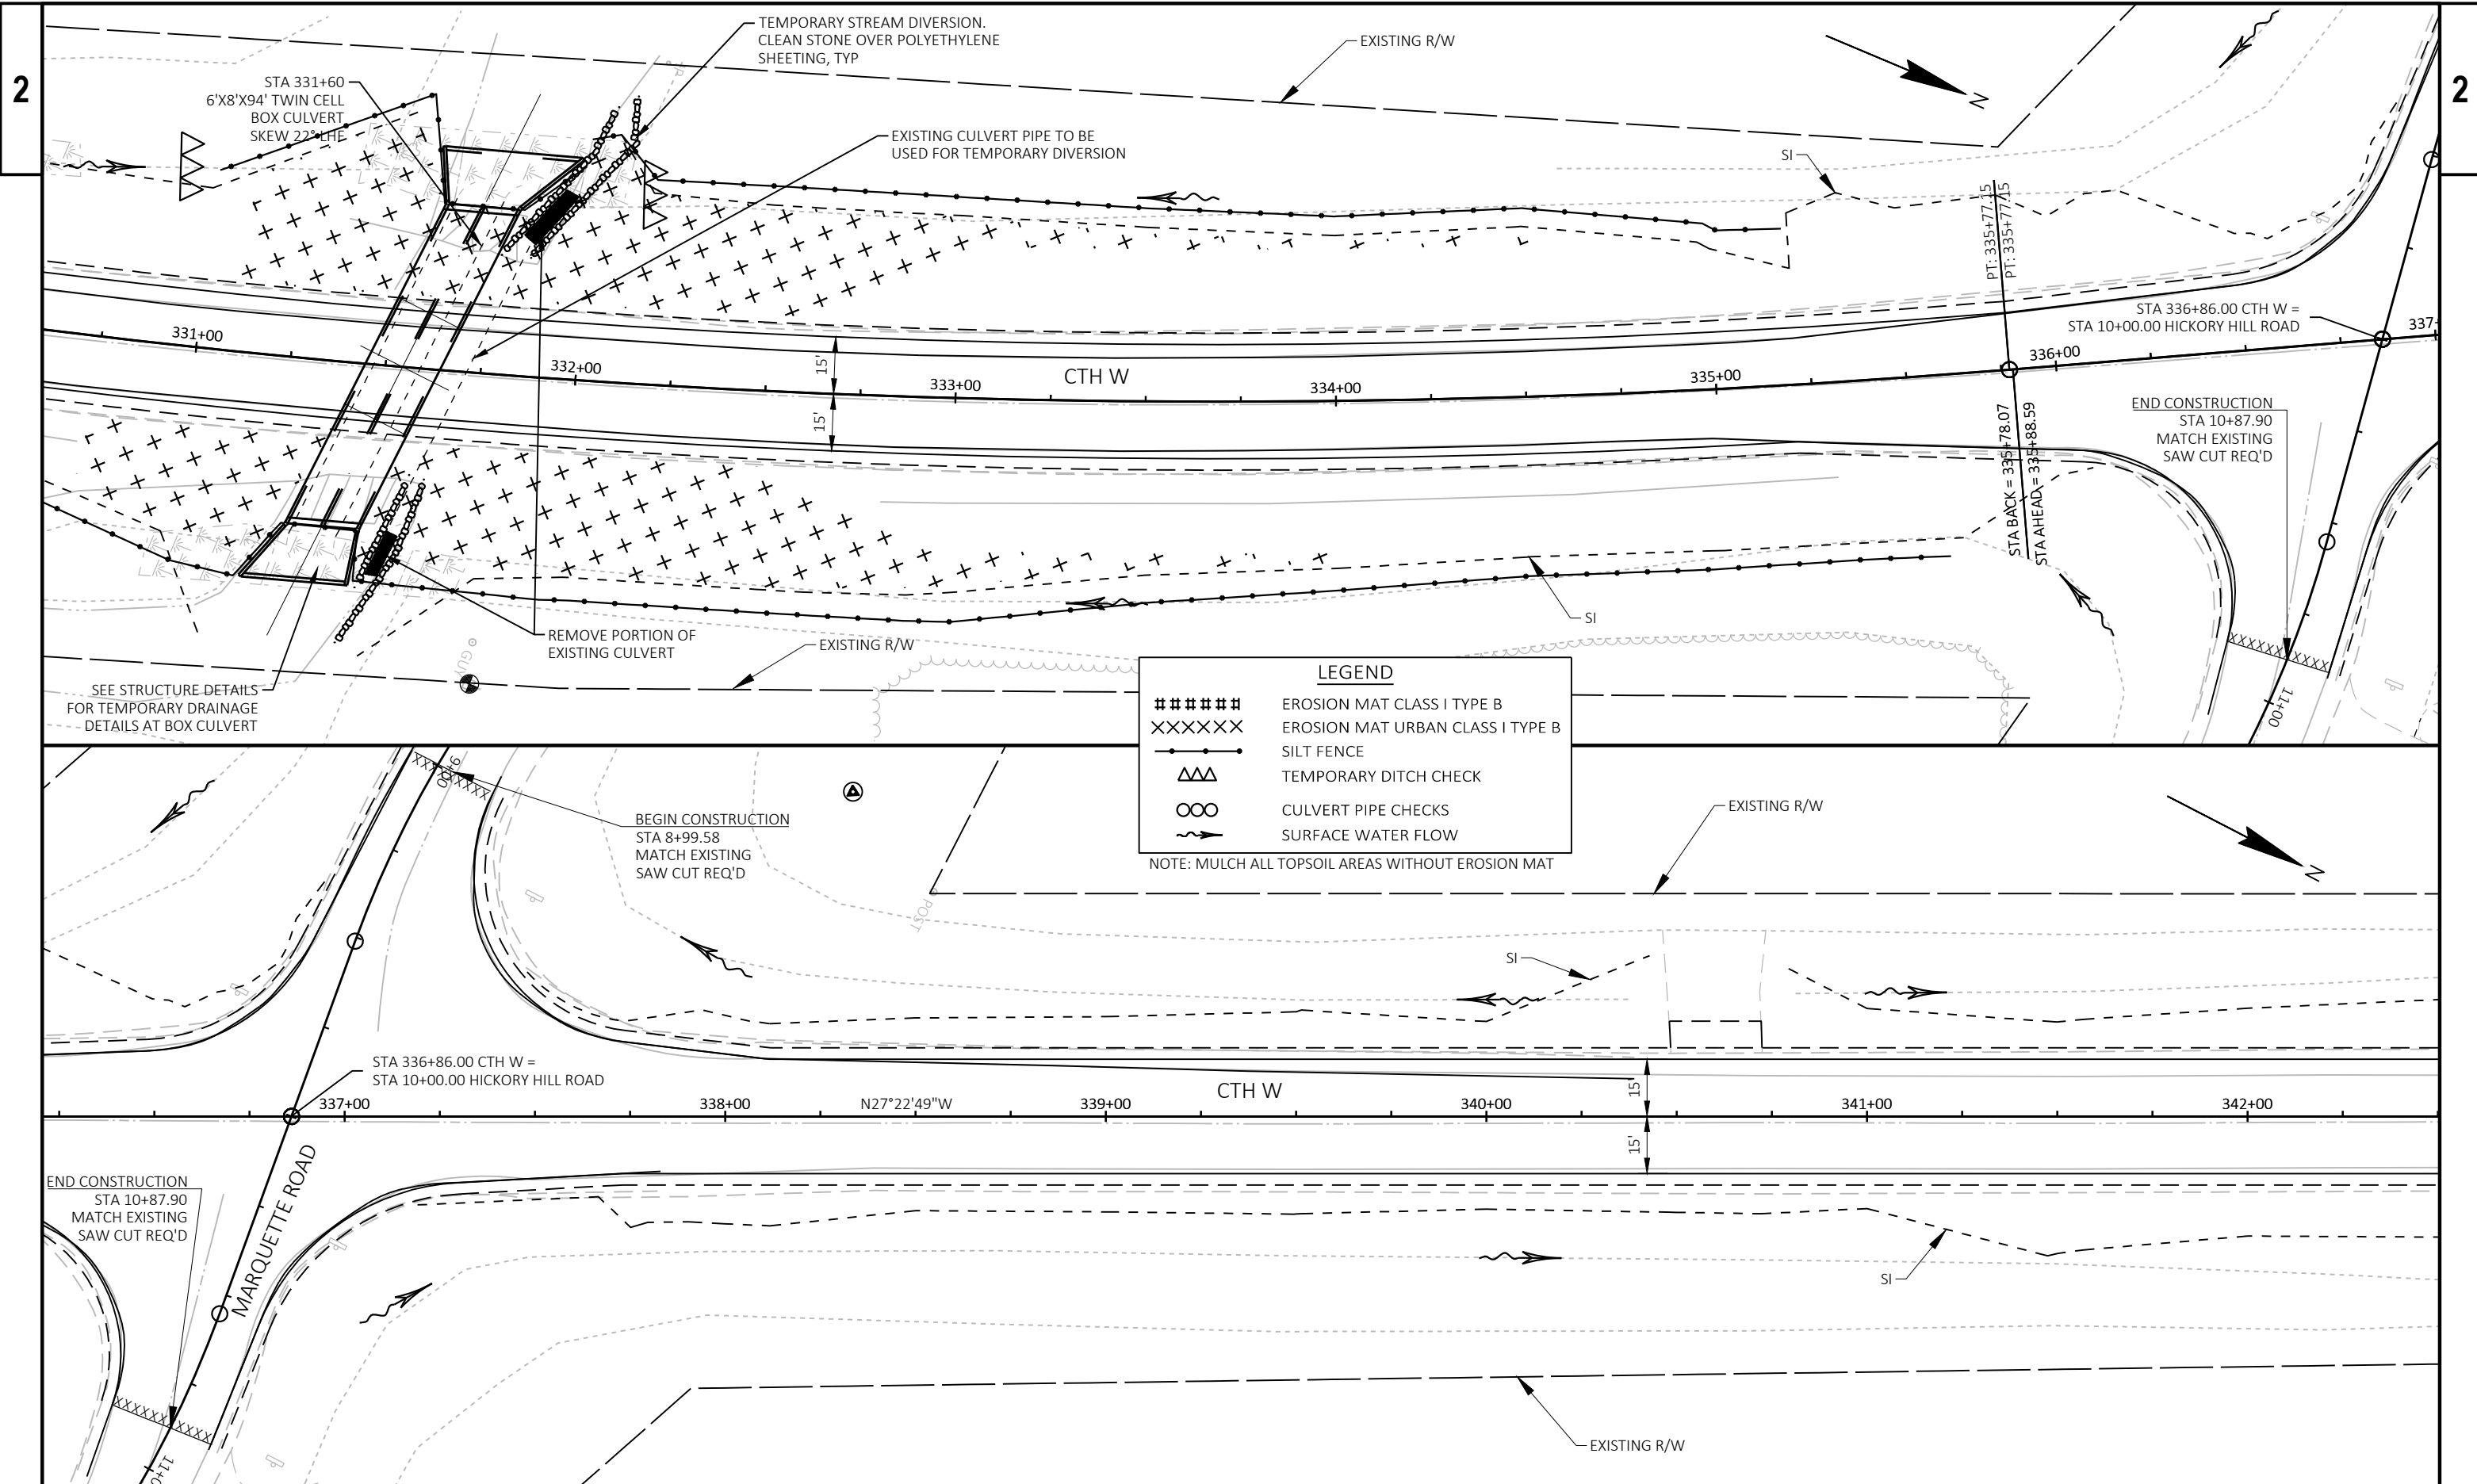 2
2
TEMPORARY STREAM DIVERSION.
CLEAN STONE OVER POLYETHYLENE
SHEETING, TYP
EXISTING R/W
STA 331+60
6'X8'X94' TWIN CELL
BOX CULVERT
SKEW 22° LHF
EXISTING CULVERT PIPE TO BE
USED FOR TEMPORARY DIVERSION
N
SI
PT: 335+77.15
PT: 335+77.15
STA 336+86.00 CTH W =
STA 10+00.00 HICKORY HILL ROAD
331+00
332+00
333+00
334+00
335+00
336+00
337+
15'
15'
CTH W
STA BACK = 335+78.07
STA AHEAD = 335+88.59
END CONSTRUCTION
STA 10+87.90
MATCH EXISTING
SAW CUT REQ'D
SI
REMOVE PORTION OF
EXISTING CULVERT
EXISTING R/W
SEE STRUCTURE DETAILS
FOR TEMPORARY DRAINAGE
DETAILS AT BOX CULVERT
11+00
LEGEND
EROSION MAT CLASS I TYPE B
EROSION MAT URBAN CLASS I TYPE B
SILT FENCE
TEMPORARY DITCH CHECK
CULVERT PIPE CHECKS
SURFACE WATER FLOW
NOTE: MULCH ALL TOPSOIL AREAS WITHOUT EROSION MAT
9+00
BEGIN CONSTRUCTION
STA 8+99.58
MATCH EXISTING
SAW CUT REQ'D
POST
EXISTING R/W
N
SI
STA 336+86.00 CTH W =
STA 10+00.00 HICKORY HILL ROAD
CTH W
337+00
338+00
N27°22'49"W
339+00
340+00
341+00
342+00
15'
15'
END CONSTRUCTION
STA 10+87.90
MATCH EXISTING
SAW CUT REQ'D
MARQUETTE ROAD
SI
EXISTING R/W